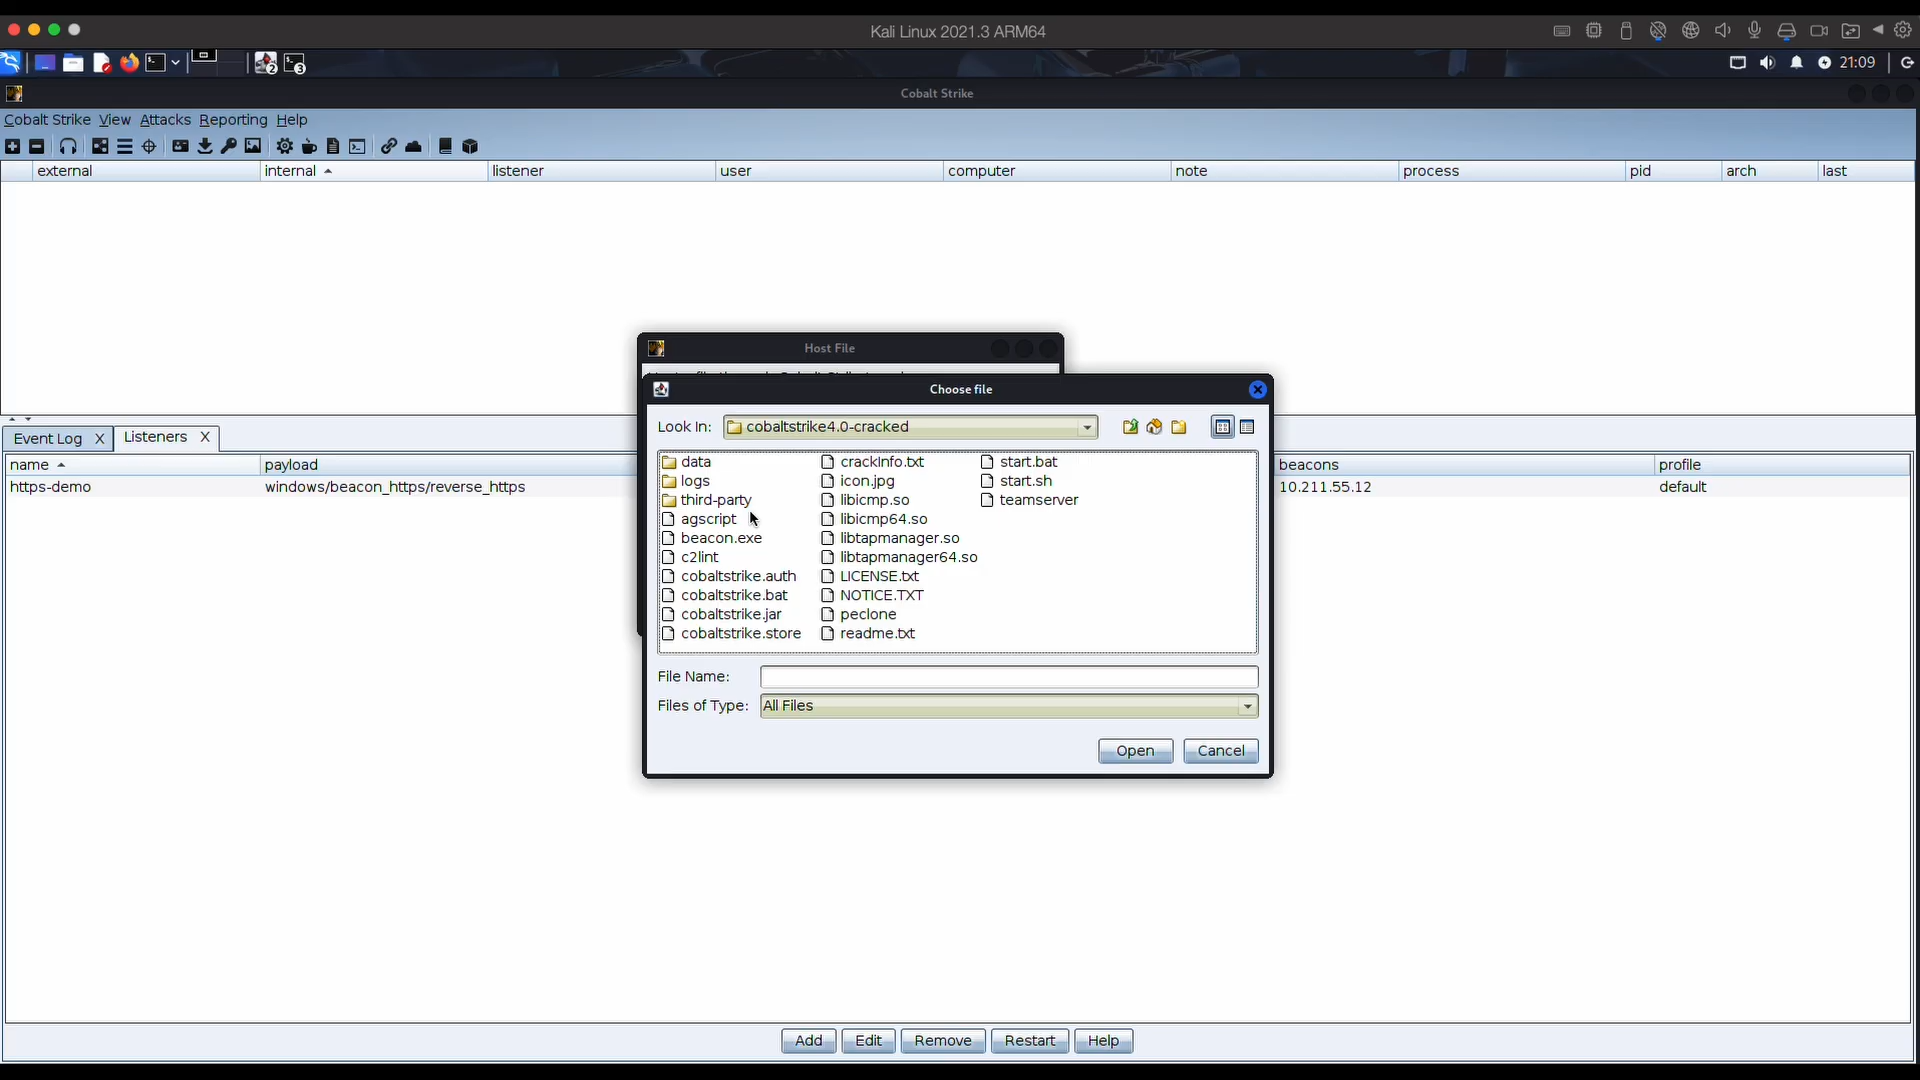 Kali Linux 2021.3 ARM64
2
3
21:09
Cobalt Strike
Cobalt Strike View Attacks Reporting Help
external internal listener user computer note process pid arch last
Host File
Choose file
Look In: cobaltstrike4.0-cracked
data crackInfo.txt start.bat
logs icon.jpg start.sh
third-party libicmp.so teamserver
agscript libicmp64.so
beacon.exe libtapmanager.so
c2lint libtapmanager64.so
cobaltstrike.auth LICENSE.txt
cobaltstrike.bat NOTICE.TXT
cobaltstrike.jar peclone
cobaltstrike.store readme.txt
File Name:
Files of Type: All Files
Open Cancel
Event Log X Listeners X
name payload beacons profile
https-demo windows/beacon_https/reverse_https 10.211.55.12 default
Add Edit Remove Restart Help